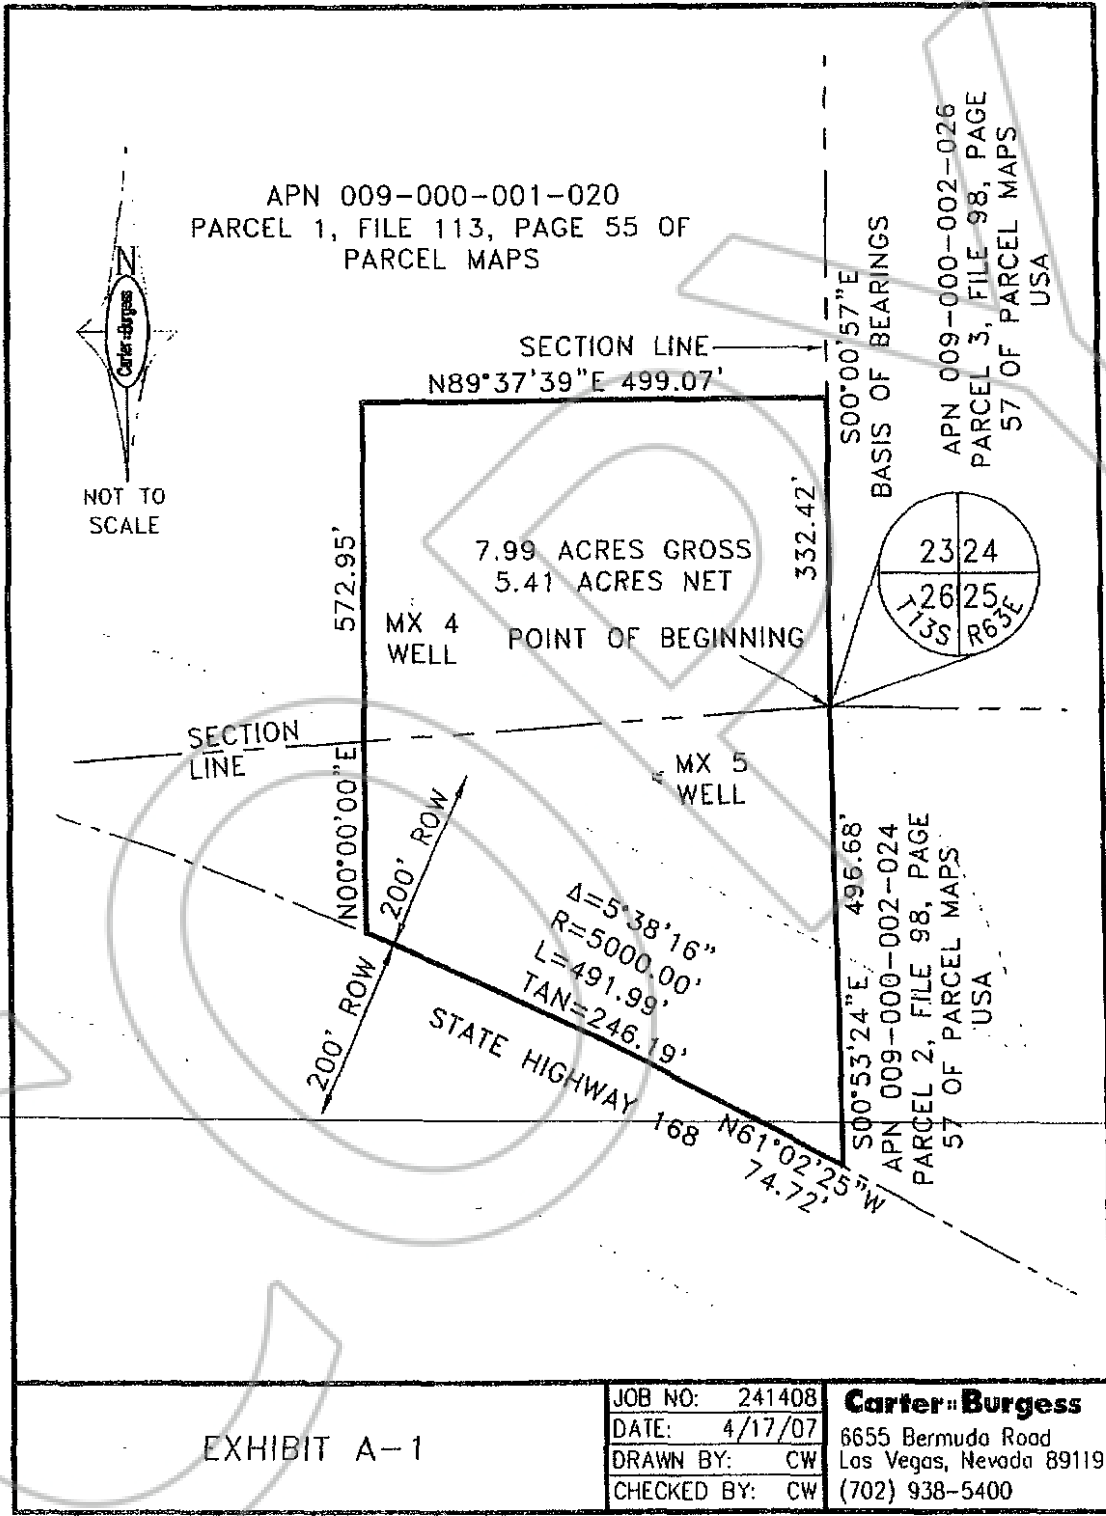 APN 009-000-001-020
PARCEL 1, FILE 113, PAGE 55 OF
PARCEL MAPS
N
Carter::Burgess
NOT TO
SCALE
SECTION LINE
N89°37'39"E 499.07'
S00°00'57"E
BASIS OF BEARINGS
APN 009-000-002-026
PARCEL 3, FILE 98, PAGE
57 OF PARCEL MAPS
USA
572.95'
332.42'
7.99 ACRES GROSS
5.41 ACRES NET
23 24
26 25
T13S R63E
MX 4
WELL
POINT OF BEGINNING
SECTION
LINE
MX 5
WELL
N00°00'00"E
200' ROW
200' ROW
Δ=5°38'16"
R=5000.00'
L=491.99'
TAN=246.19'
STATE HIGHWAY 168
N61°02'25"W
74.72'
S00°53'24"E 496.68'
APN 009-000-002-024
PARCEL 2, FILE 98, PAGE
57 OF PARCEL MAPS
USA
COPY
EXHIBIT A-1
JOB NO: 241408
DATE: 4/17/07
DRAWN BY: CW
CHECKED BY: CW
Carter::Burgess
6655 Bermuda Road
Las Vegas, Nevada 89119
(702) 938-5400